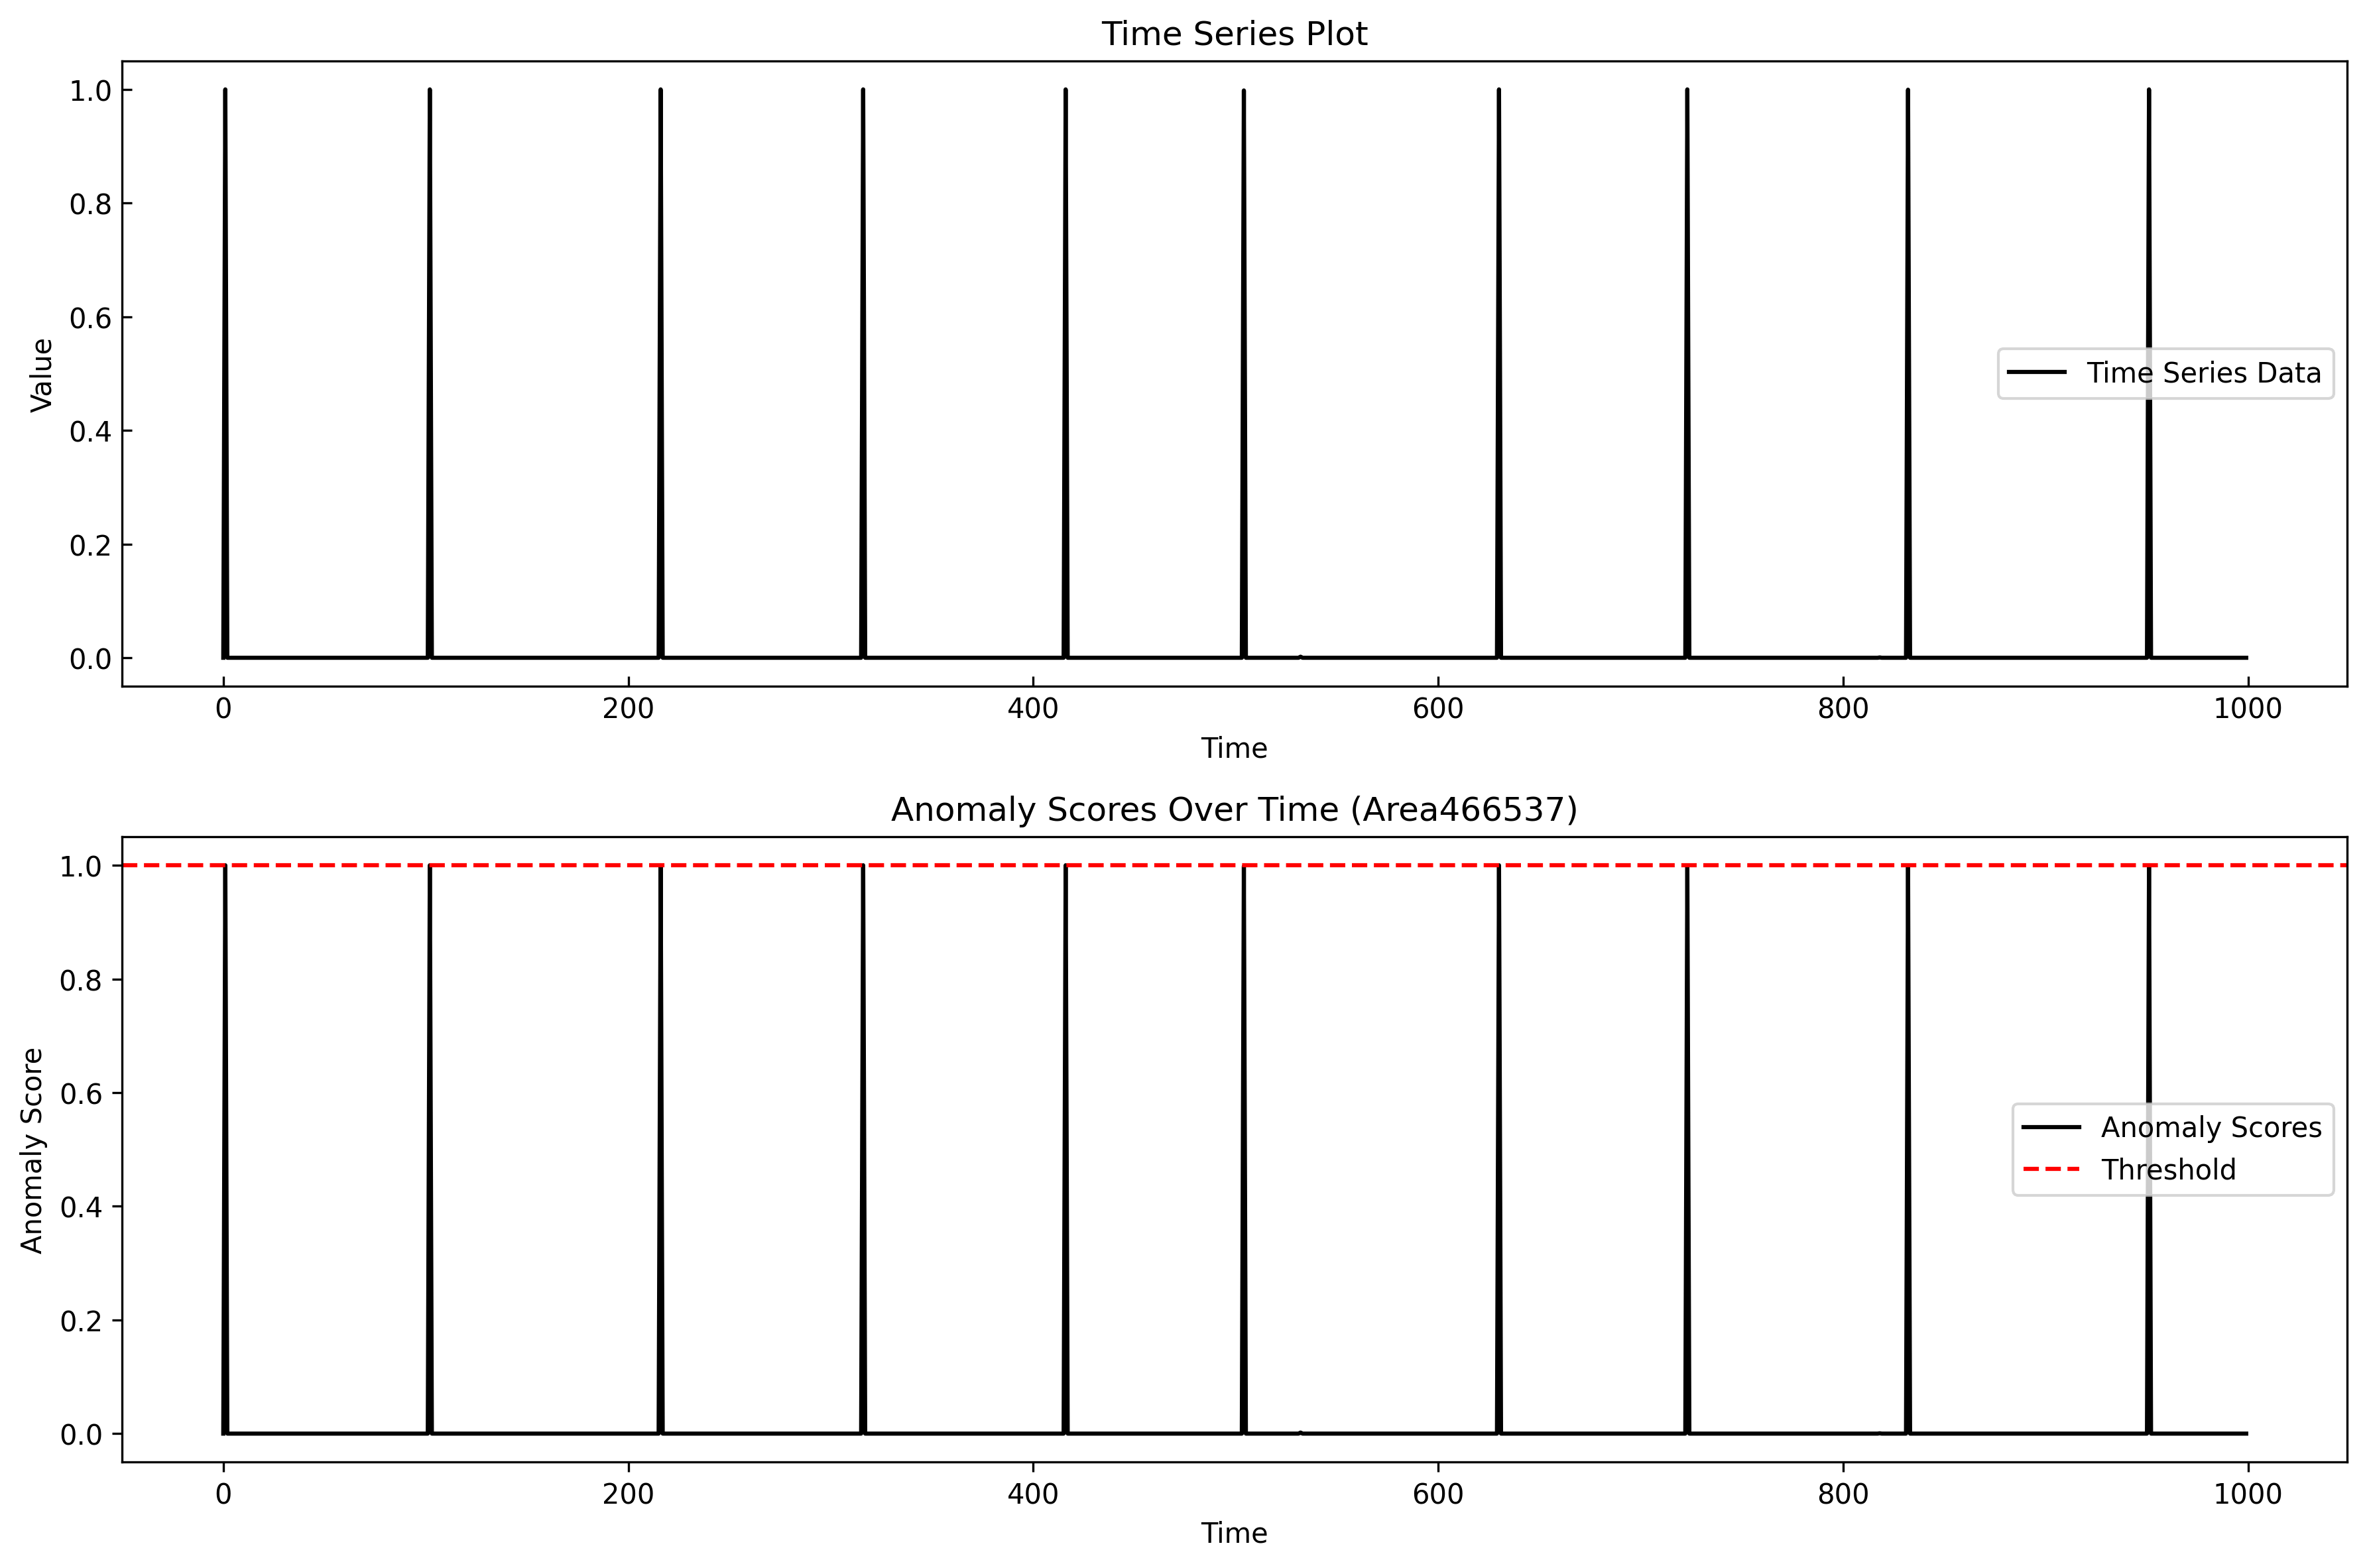 Time Series Plot
1.0
0.8
0.6
0.4
0.2
0.0
Value
Time Series Data
0 200 400 600 800 1000
Time
Anomaly Scores Over Time (Area466537)
1.0
0.8
0.6
0.4
0.2
0.0
Anomaly Score
Anomaly Scores
Threshold
0 200 400 600 800 1000
Time